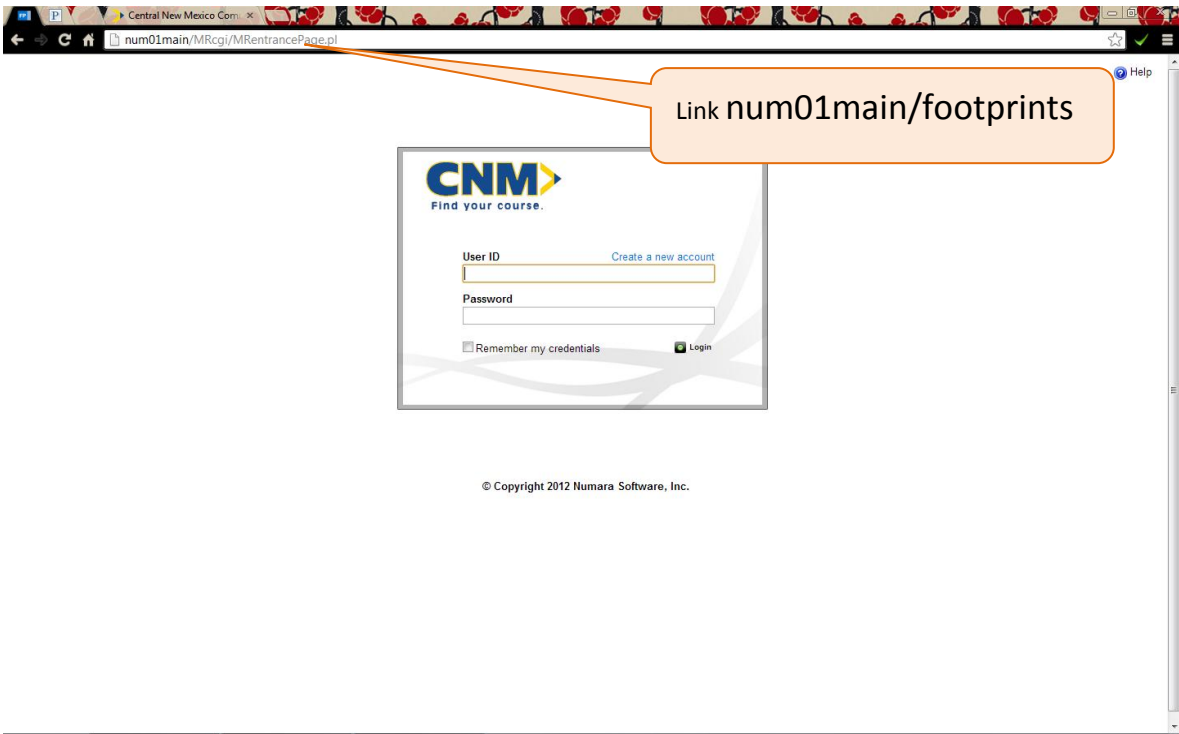 Central New Mexico Com
num01main/MRcgi/MRentrancePage.pl
Help
Link num01main/footprints
CNM
Find your course.
User ID Create a new account
Password
Remember my credentials Login
© Copyright 2012 Numara Software, Inc.